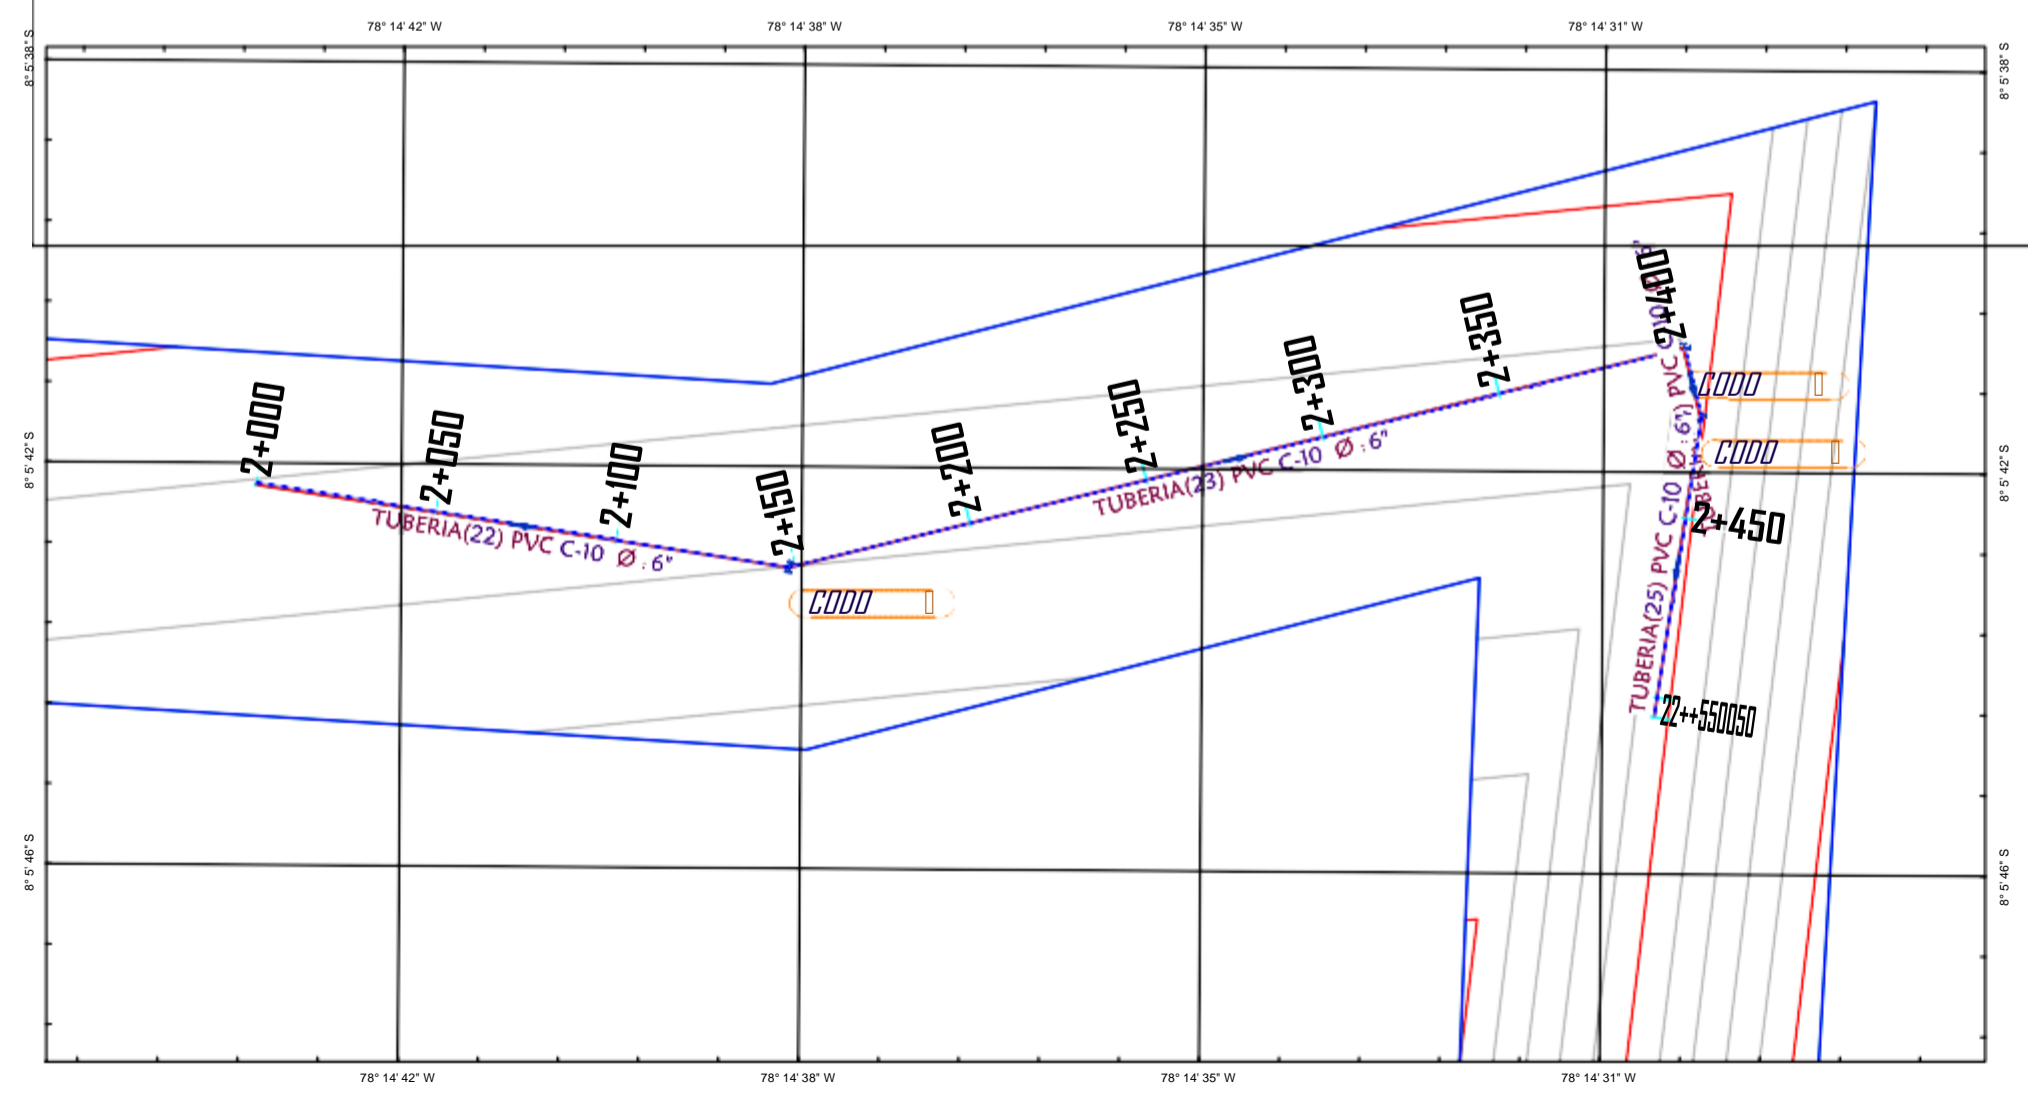 78° 14' 42" W
78° 14' 38" W
78° 14' 35" W
78° 14' 31" W
8° 5' 38" S
8° 5' 38" S
2+000
2+050
2+100
2+150
2+200
2+250
2+300
2+350
2+400
TUBERIA(22) PVC C-10 Ø : 6"
TUBERIA(23) PVC C-10 Ø : 6"
PVC C-10
CODO
CODO
CODO
8° 5' 42" S
8° 5' 42" S
2+450
TUBERIA(25) PVC C-10 Ø : 6"
8° 5' 46" S
8° 5' 46" S
78° 14' 42" W
78° 14' 38" W
78° 14' 35" W
78° 14' 31" W